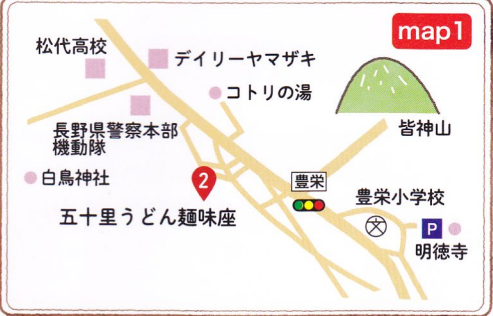 map1
松代高校
デイリーヤマザキ
コトリの湯
皆神山
長野県警察本部
機動隊
白鳥神社
2
五十里うどん麺味座
豊栄
豊栄小学校
文
P
明徳寺